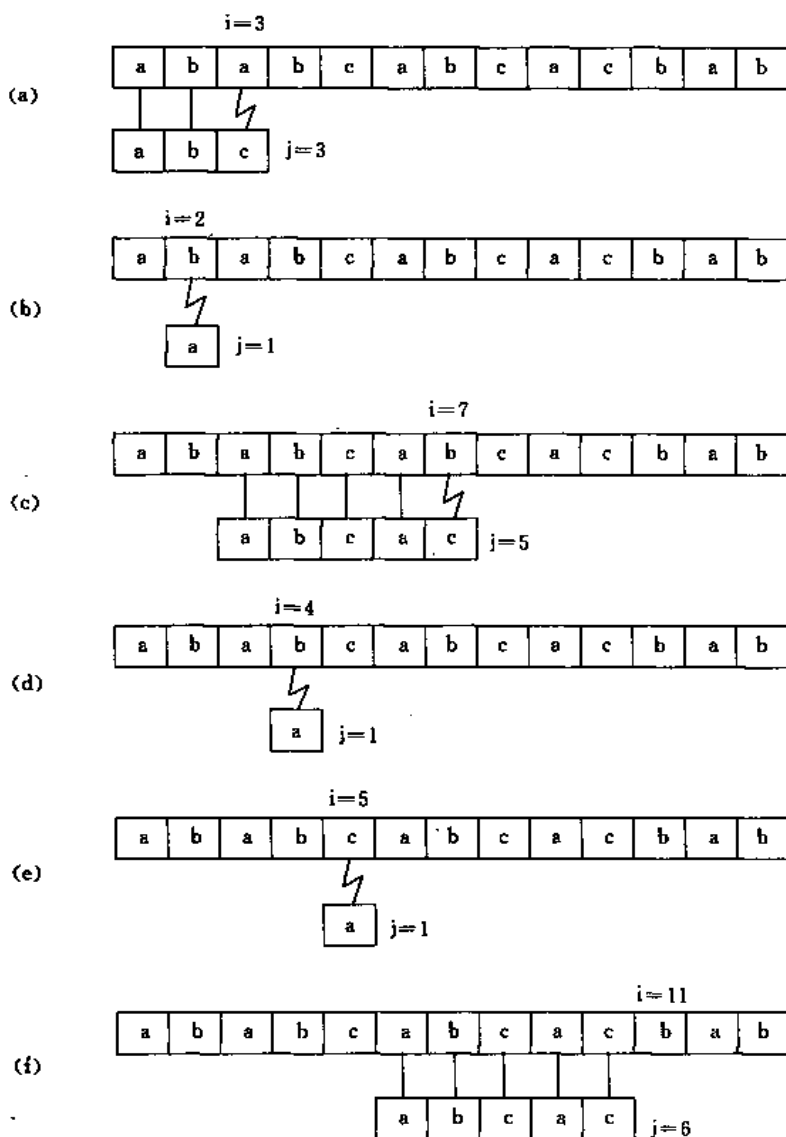 i=3
a b a b c a b c a c b a b
(a)
a b c j=3
i=2
a b a b c a b c a c b a b
(b)
a j=1
i=7
a b a b c a b c a c b a b
(c)
a b c a c j=5
i=4
a b a b c a b c a c b a b
(d)
a j=1
i=5
a b a b c a b c a c b a b
(e)
a j=1
i=11
a b a b c a b c a c b a b
(f)
a b c a c j=6